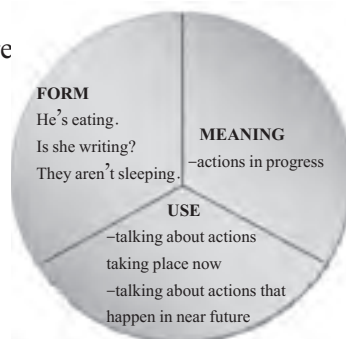 e
FORM
He's eating.
Is she writing?
They aren't sleeping.
MEANING
–actions in progress
USE
–talking about actions
taking place now
–talking about actions that
happen in near future